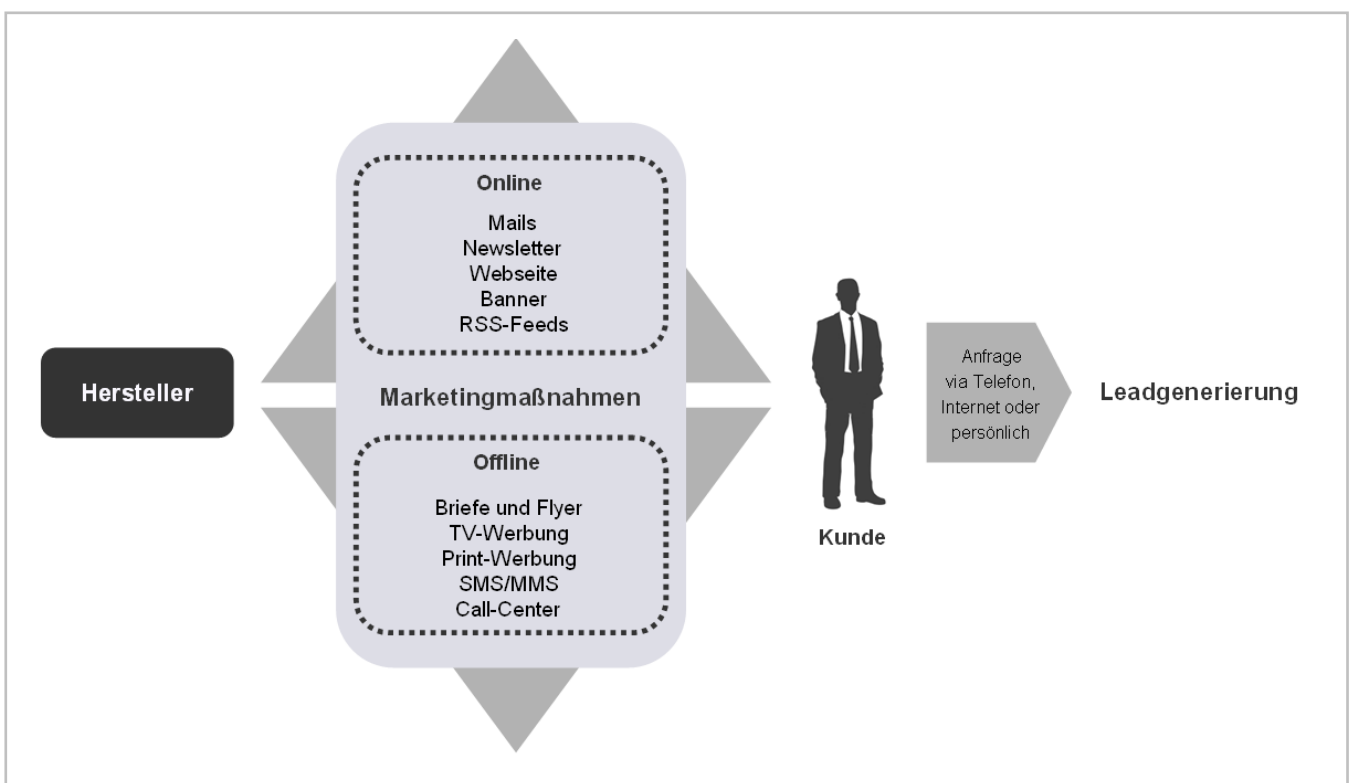 Hersteller
Online
Mails
Newsletter
Webseite
Banner
RSS-Feeds
Marketingmaßnahmen
Offline
Briefe und Flyer
TV-Werbung
Print-Werbung
SMS/MMS
Call-Center
Kunde
Anfrage
via Telefon,
Internet oder
persönlich
Leadgenerierung